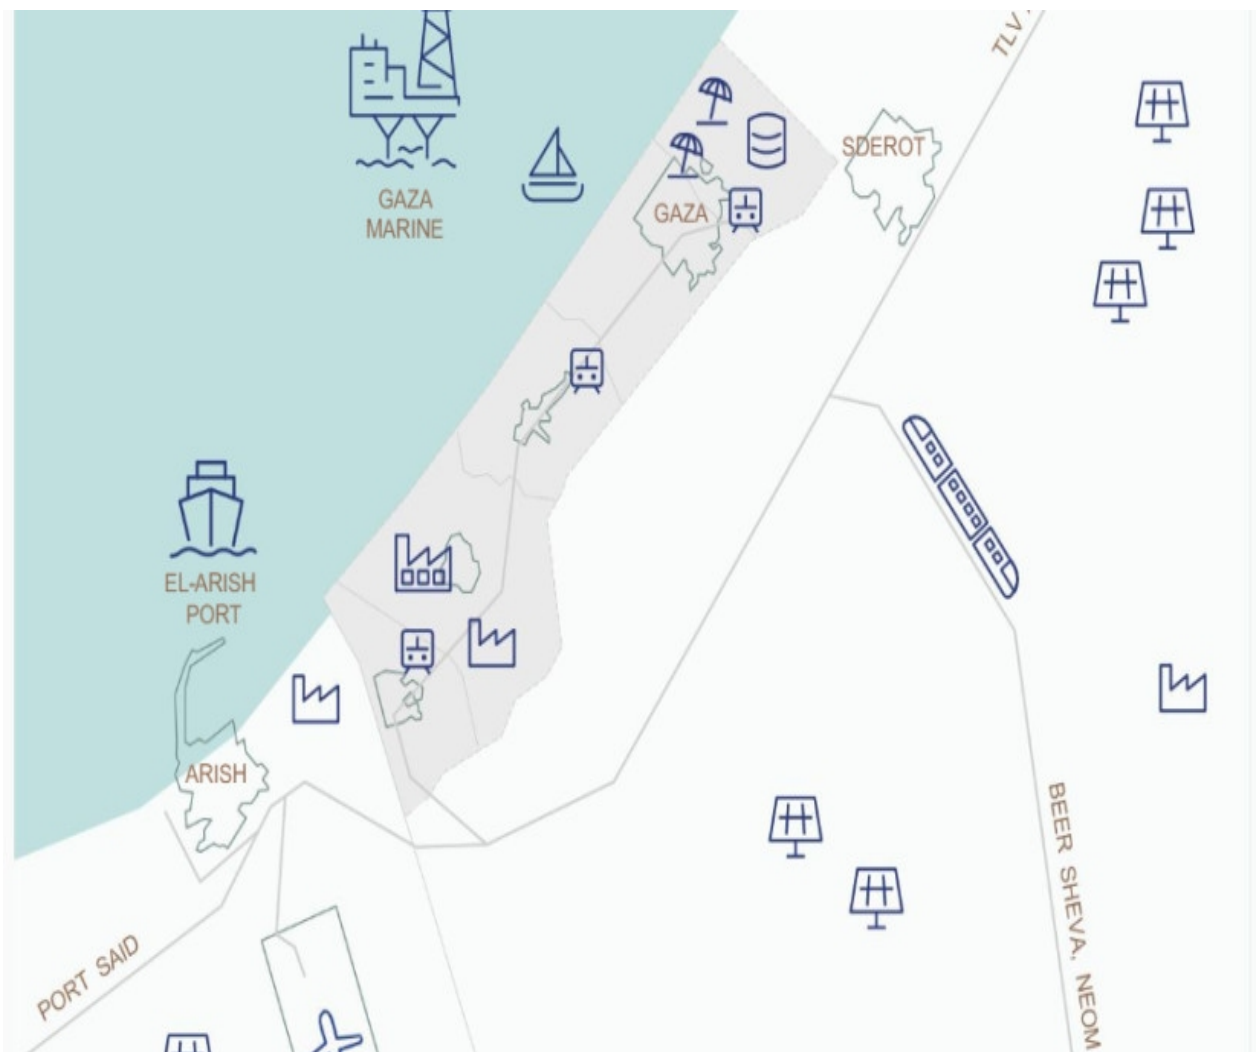 TLV
SDEROT
GAZA
GAZA
MARINE
EL-ARISH
PORT
ARISH
BEER SHEVA, NEOM
PORT SAID